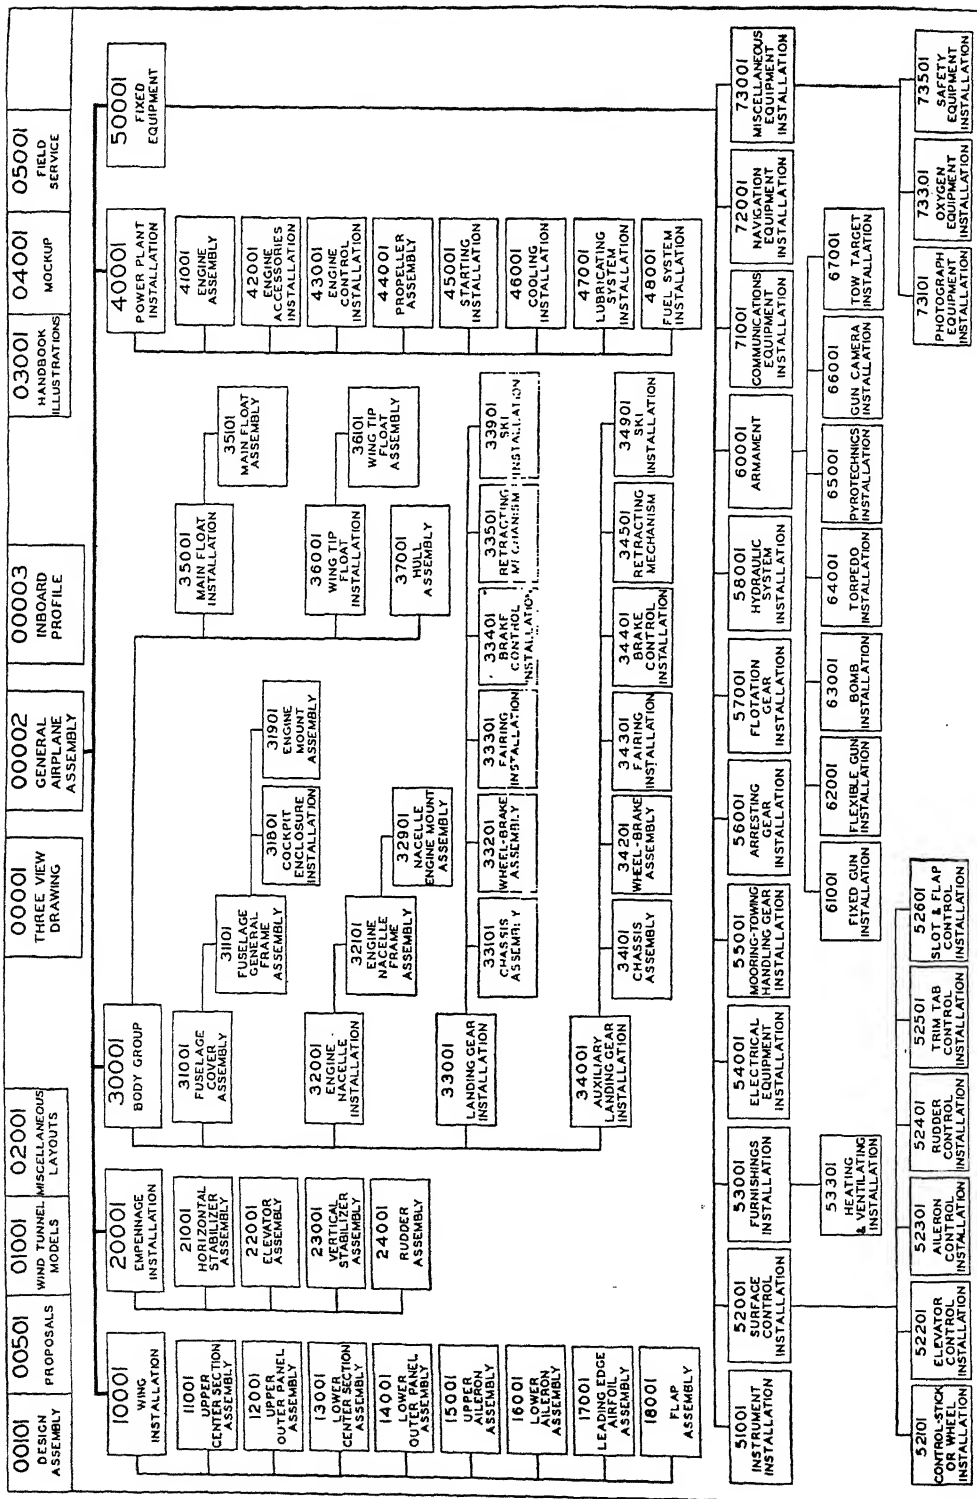 00101
DESIGN
ASSEMBLY
00501
PROPOSALS
01001
WIND TUNNEL
MODELS
02001
MISCELLANEOUS
LAYOUTS
00001
THREE VIEW
DRAWING
00002
GENERAL
AIRPLANE
ASSEMBLY
00003
INBOARD
PROFILE
03001
HANDBOOK
ILLUSTRATIONS
04001
MOCKUP
05001
FIELD
SERVICE
10001
WING
INSTALLATION
11001
UPPER
CENTER SECTION
ASSEMBLY
12001
UPPER
OUTER PANEL
ASSEMBLY
13001
LOWER
CENTER SECTION
ASSEMBLY
14001
LOWER
OUTER PANEL
ASSEMBLY
15001
UPPER
AILERON
ASSEMBLY
16001
LOWER
AILERON
ASSEMBLY
17001
LEADING EDGE
AIRFOIL
ASSEMBLY
18001
FLAP
ASSEMBLY
20001
EMPENNAGE
INSTALLATION
21001
HORIZONTAL
STABILIZER
ASSEMBLY
22001
ELEVATOR
ASSEMBLY
23001
VERTICAL
STABILIZER
ASSEMBLY
24001
RUDDER
ASSEMBLY
30001
BODY GROUP
31001
FUSELAGE
COVER
ASSEMBLY
31101
FUSELAGE
GENERAL
FRAME
ASSEMBLY
31801
COCKPIT
ENCLOSURE
INSTALLATION
31901
ENGINE
MOUNT
ASSEMBLY
32001
ENGINE
NACELLE
INSTALLATION
32101
ENGINE
NACELLE
FRAME
ASSEMBLY
32901
NACELLE
ENGINE MOUNT
ASSEMBLY
33001
LANDING GEAR
INSTALLATION
33101
CHASSIS
ASSEMBLY
33201
WHEEL-BRAKE
ASSEMBLY
33301
FAIRING
INSTALLATION
33401
BRAKE
CONTROL
INSTALLATION
33501
RETRACTING
MECHANISM
33901
SKI
INSTALLATION
34001
AUXILIARY
LANDING GEAR
INSTALLATION
34101
CHASSIS
ASSEMBLY
34201
WHEEL-BRAKE
ASSEMBLY
34301
FAIRING
INSTALLATION
34401
BRAKE
CONTROL
INSTALLATION
34501
RETRACTING
MECHANISM
34901
SKI
INSTALLATION
35001
MAIN FLOAT
INSTALLATION
35101
MAIN FLOAT
ASSEMBLY
36001
WING TIP
FLOAT
INSTALLATION
36101
WING TIP
FLOAT
ASSEMBLY
37001
HULL
ASSEMBLY
40001
POWER PLANT
INSTALLATION
41001
ENGINE
ASSEMBLY
42001
ENGINE
ACCESSORIES
INSTALLATION
43001
ENGINE
CONTROL
INSTALLATION
44001
PROPELLER
ASSEMBLY
45001
STARTING
INSTALLATION
46001
COOLING
INSTALLATION
47001
LUBRICATING
SYSTEM
INSTALLATION
48001
FUEL SYSTEM
INSTALLATION
50001
FIXED
EQUIPMENT
51001
INSTRUMENT
INSTALLATION
52001
SURFACE
CONTROL
INSTALLATION
53001
FURNISHINGS
INSTALLATION
54001
ELECTRICAL
EQUIPMENT
INSTALLATION
55001
MOORING-TOWING
HANDLING GEAR
INSTALLATION
56001
ARRESTING
GEAR
INSTALLATION
57001
FLOTATION
GEAR
INSTALLATION
58001
HYDRAULIC
SYSTEM
INSTALLATION
60001
ARMAMENT
71001
COMMUNICATIONS
EQUIPMENT
INSTALLATION
72001
NAVIGATION
EQUIPMENT
INSTALLATION
73001
MISCELLANEOUS
EQUIPMENT
INSTALLATION
53301
HEATING
& VENTILATING
INSTALLATION
61001
FIXED GUN
INSTALLATION
62001
FLEXIBLE GUN
INSTALLATION
63001
BOMB
INSTALLATION
64001
TORPEDO
INSTALLATION
65001
PYROTECHNICS
INSTALLATION
66001
GUN CAMERA
INSTALLATION
67001
TOW TARGET
INSTALLATION
52101
CONTROL-STICK
OR WHEEL
INSTALLATION
52201
ELEVATOR
CONTROL
INSTALLATION
52301
AILERON
CONTROL
INSTALLATION
52401
RUDDER
CONTROL
INSTALLATION
52501
TRIM TAB
CONTROL
INSTALLATION
52601
SLOT & FLAP
CONTROL
INSTALLATION
73101
PHOTOGRAPH
EQUIPMENT
INSTALLATION
73301
OXYGEN
EQUIPMENT
INSTALLATION
73501
SAFETY
EQUIPMENT
INSTALLATION